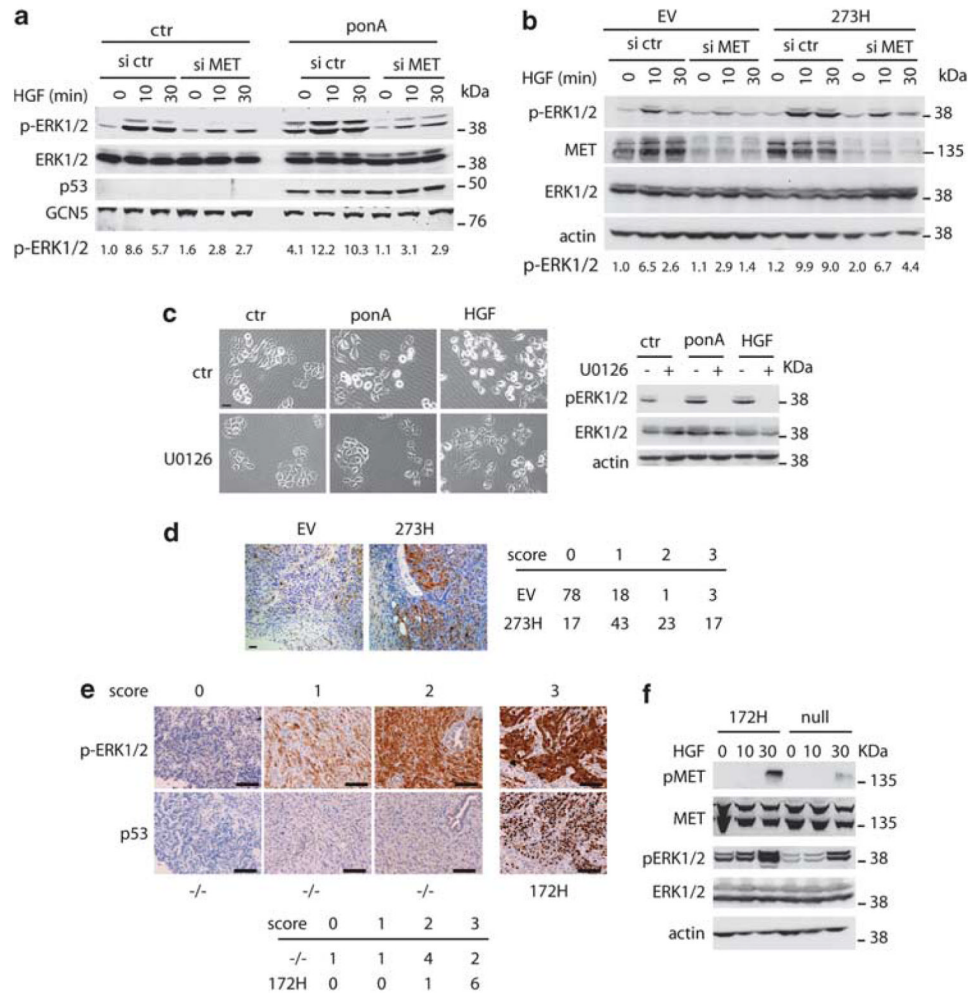 a
ctr ponA
si ctr si MET si ctr si MET
HGF (min) 0 10 30 0 10 30 0 10 30 0 10 30 kDa
p-ERK1/2 - 38
ERK1/2 - 38
p53 - 50
GCN5 - 76
p-ERK1/2 1.0 8.6 5.7 1.6 2.8 2.7 4.1 12.2 10.3 1.1 3.1 2.9
b
EV 273H
si ctr si MET si ctr si MET
HGF (min) 0 10 30 0 10 30 0 10 30 0 10 30 kDa
p-ERK1/2 - 38
MET - 135
ERK1/2 - 38
actin - 38
p-ERK1/2 1.0 6.5 2.6 1.1 2.9 1.4 1.2 9.9 9.0 2.0 6.7 4.4
c
ctr ponA HGF
ctr
U0126
ctr ponA HGF
U0126 - + - + - + KDa
pERK1/2 - 38
ERK1/2 - 38
actin - 38
d
EV 273H
score 0 1 2 3
EV 78 18 1 3
273H 17 43 23 17
e
score 0 1 2 3
p-ERK1/2
p53
-/- -/- -/- 172H
score 0 1 2 3
-/- 1 1 4 2
172H 0 0 1 6
f
172H null
HGF 0 10 30 0 10 30 KDa
pMET - 135
MET - 135
pERK1/2 - 38
ERK1/2 - 38
actin - 38